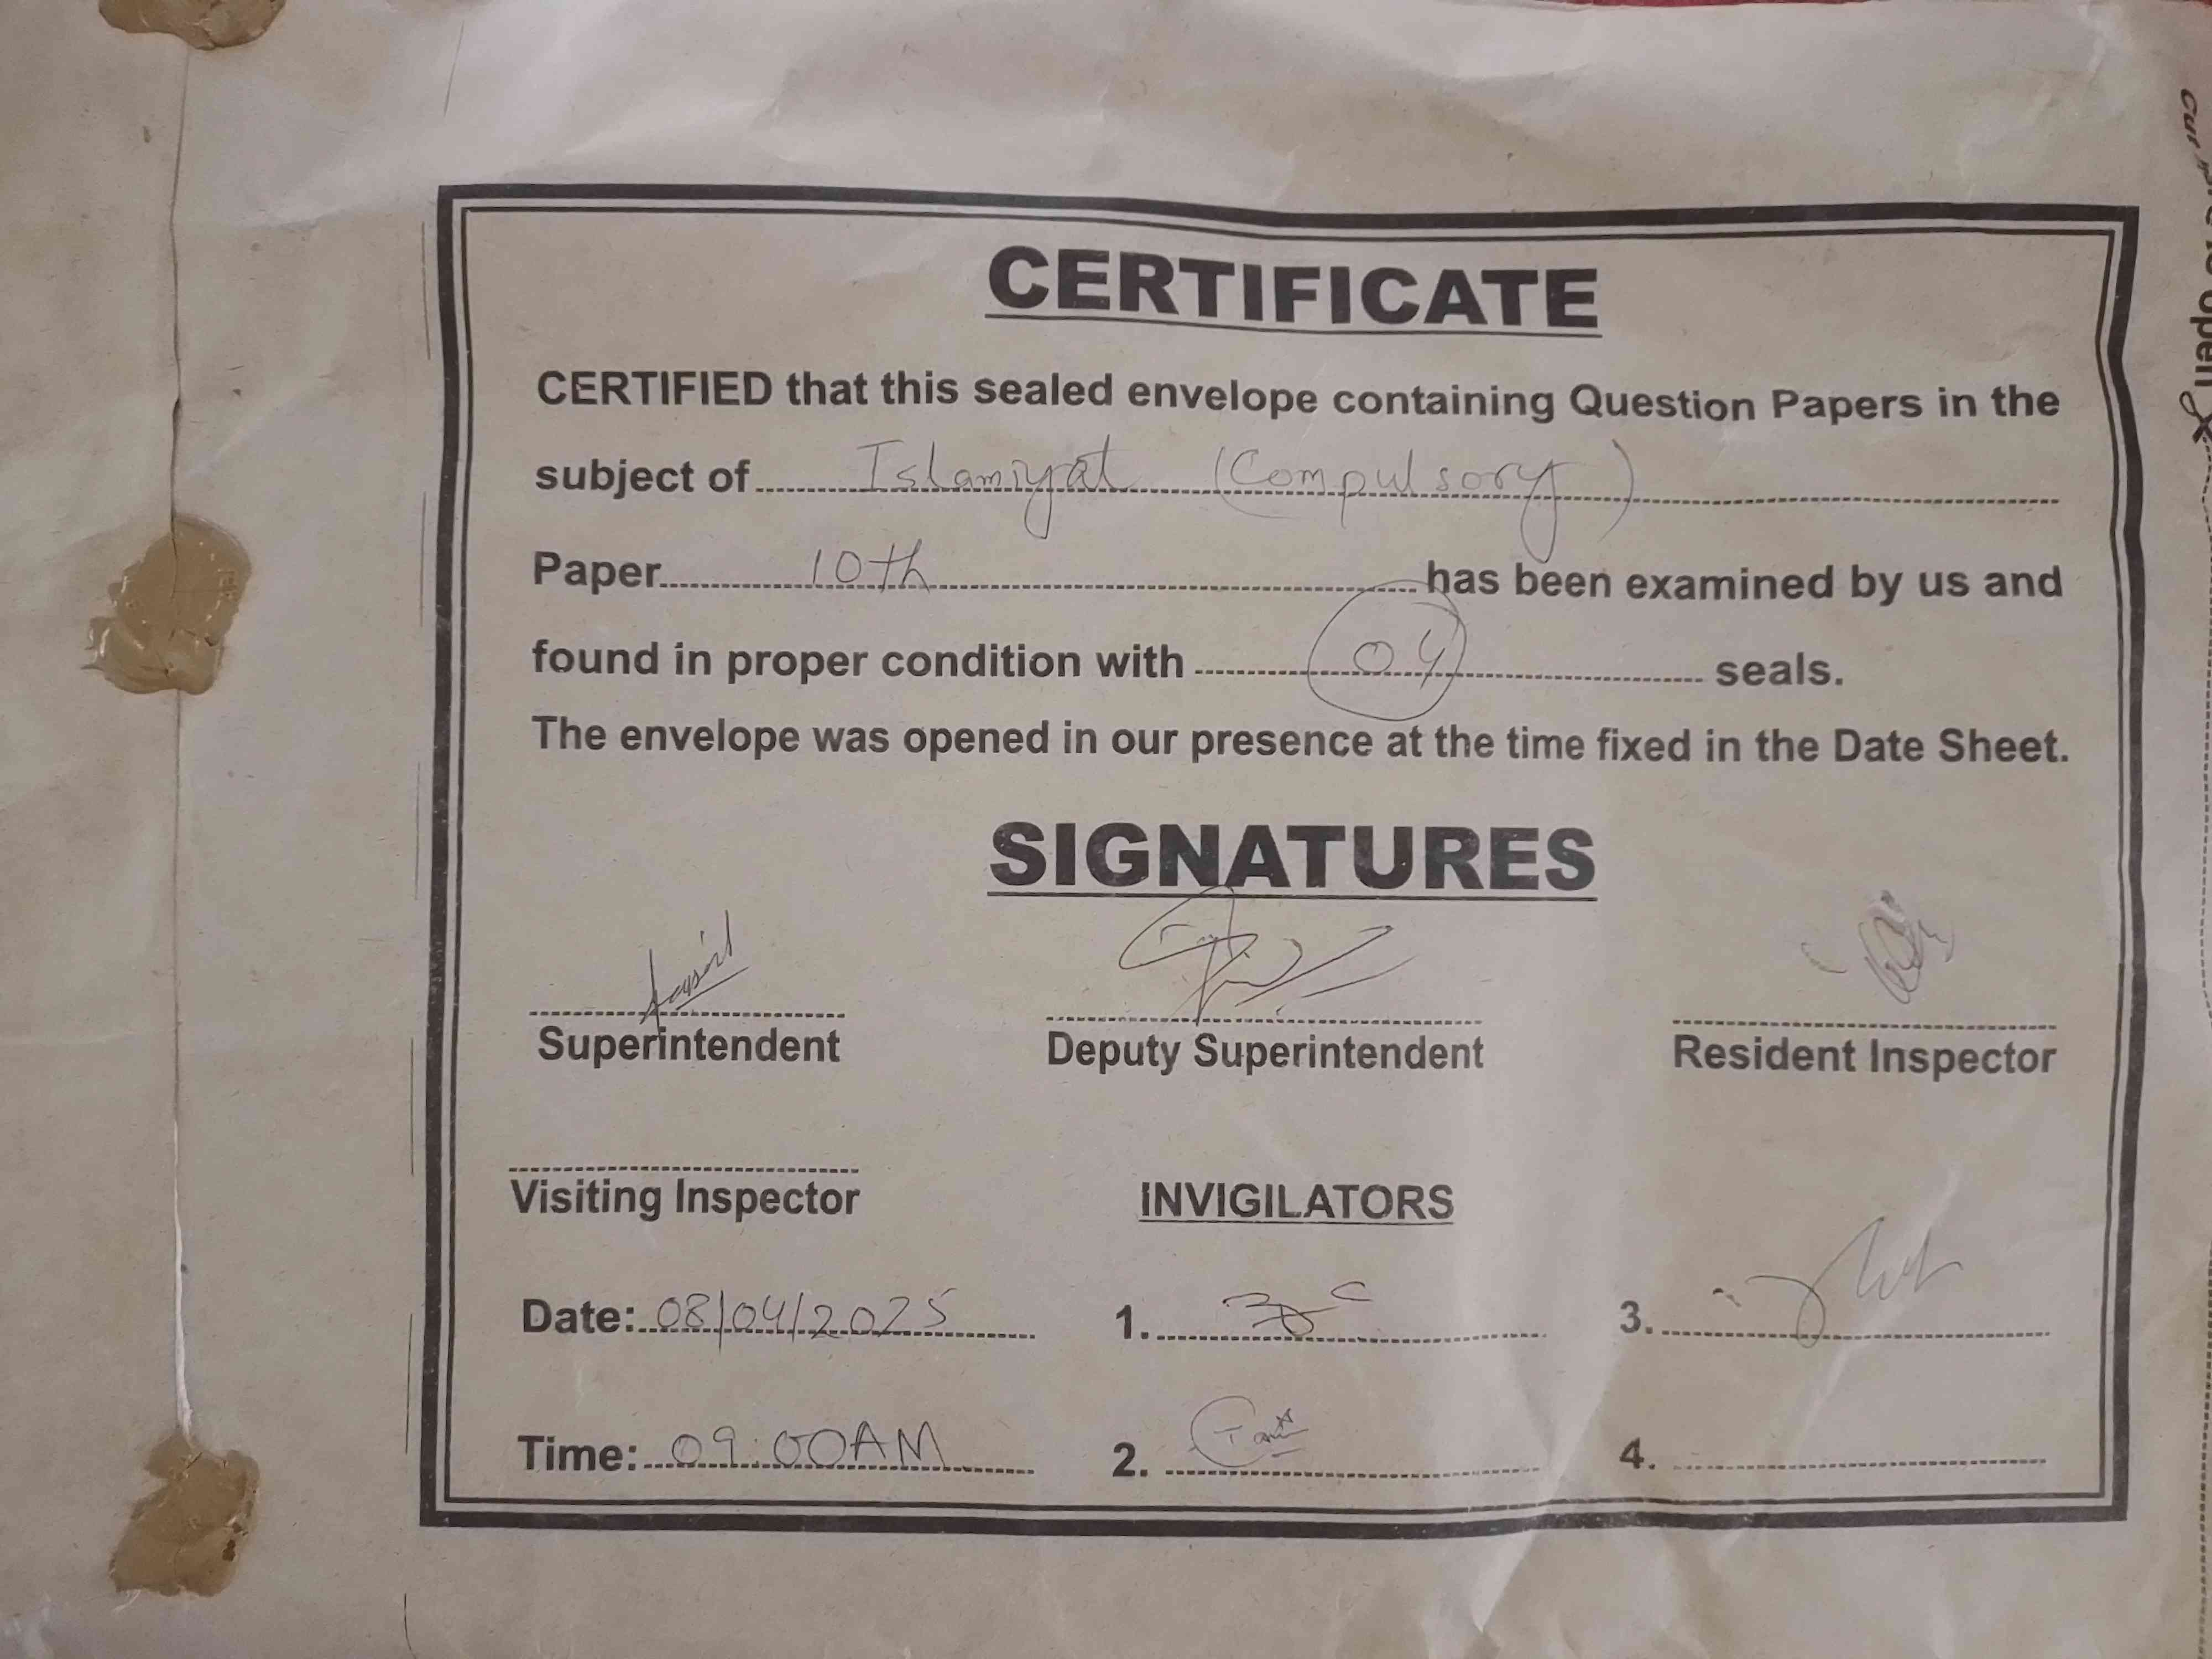 CERTIFICATE
CERTIFIED that this sealed envelope containing Question Papers in the
subject of Islamiyat (Compulsory)
Paper 10th has been examined by us and
found in proper condition with 04 seals.
The envelope was opened in our presence at the time fixed in the Date Sheet.
SIGNATURES
Superintendent Deputy Superintendent Resident Inspector
Visiting Inspector INVIGILATORS
Date: 08/04/2025 1. 3.
Time: 09:00AM 2. 4.
open